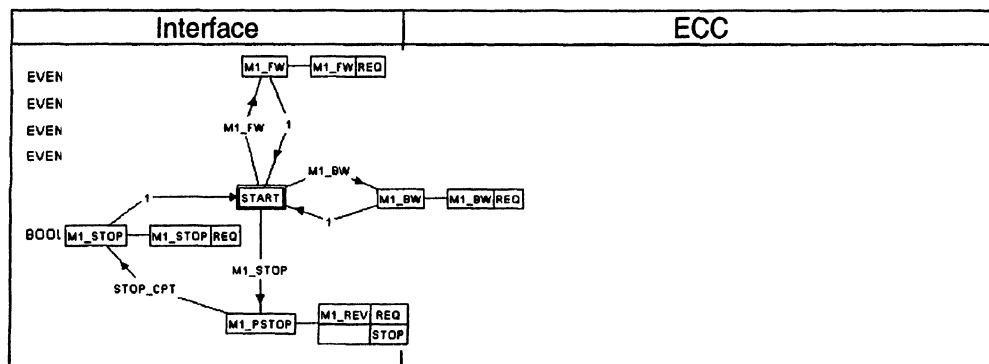 Interface ECC
M1_FW M1_FW REQ
EVEN
EVEN
M1_FW 1
EVEN
EVEN
M1_BW
START M1_BW M1_BW REQ
1
1
BOOL M1_STOP M1_STOP REQ
M1_STOP
STOP_CPT
M1_PSTOP M1_REV REQ
STOP